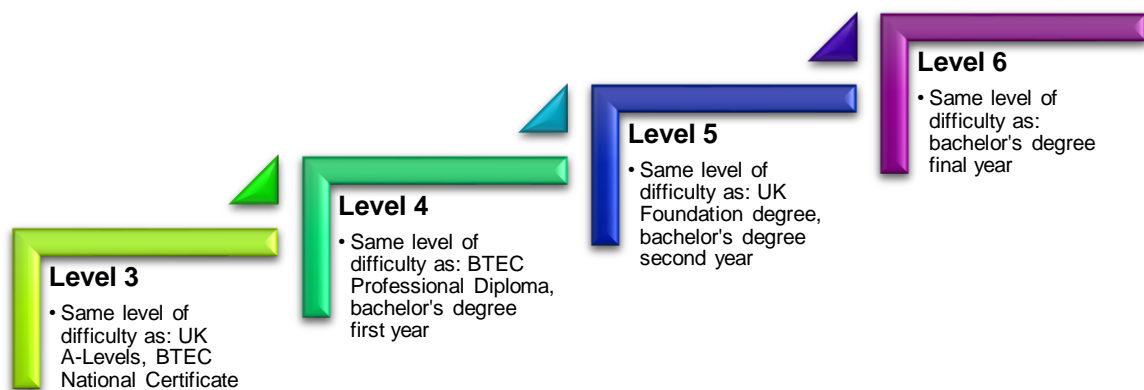 Level 3
• Same level of
difficulty as: UK
A-Levels, BTEC
National Certificate
Level 4
• Same level of
difficulty as: BTEC
Professional Diploma,
bachelor's degree
first year
Level 5
• Same level of
difficulty as: UK
Foundation degree,
bachelor's degree
second year
Level 6
• Same level of
difficulty as:
bachelor's degree
final year